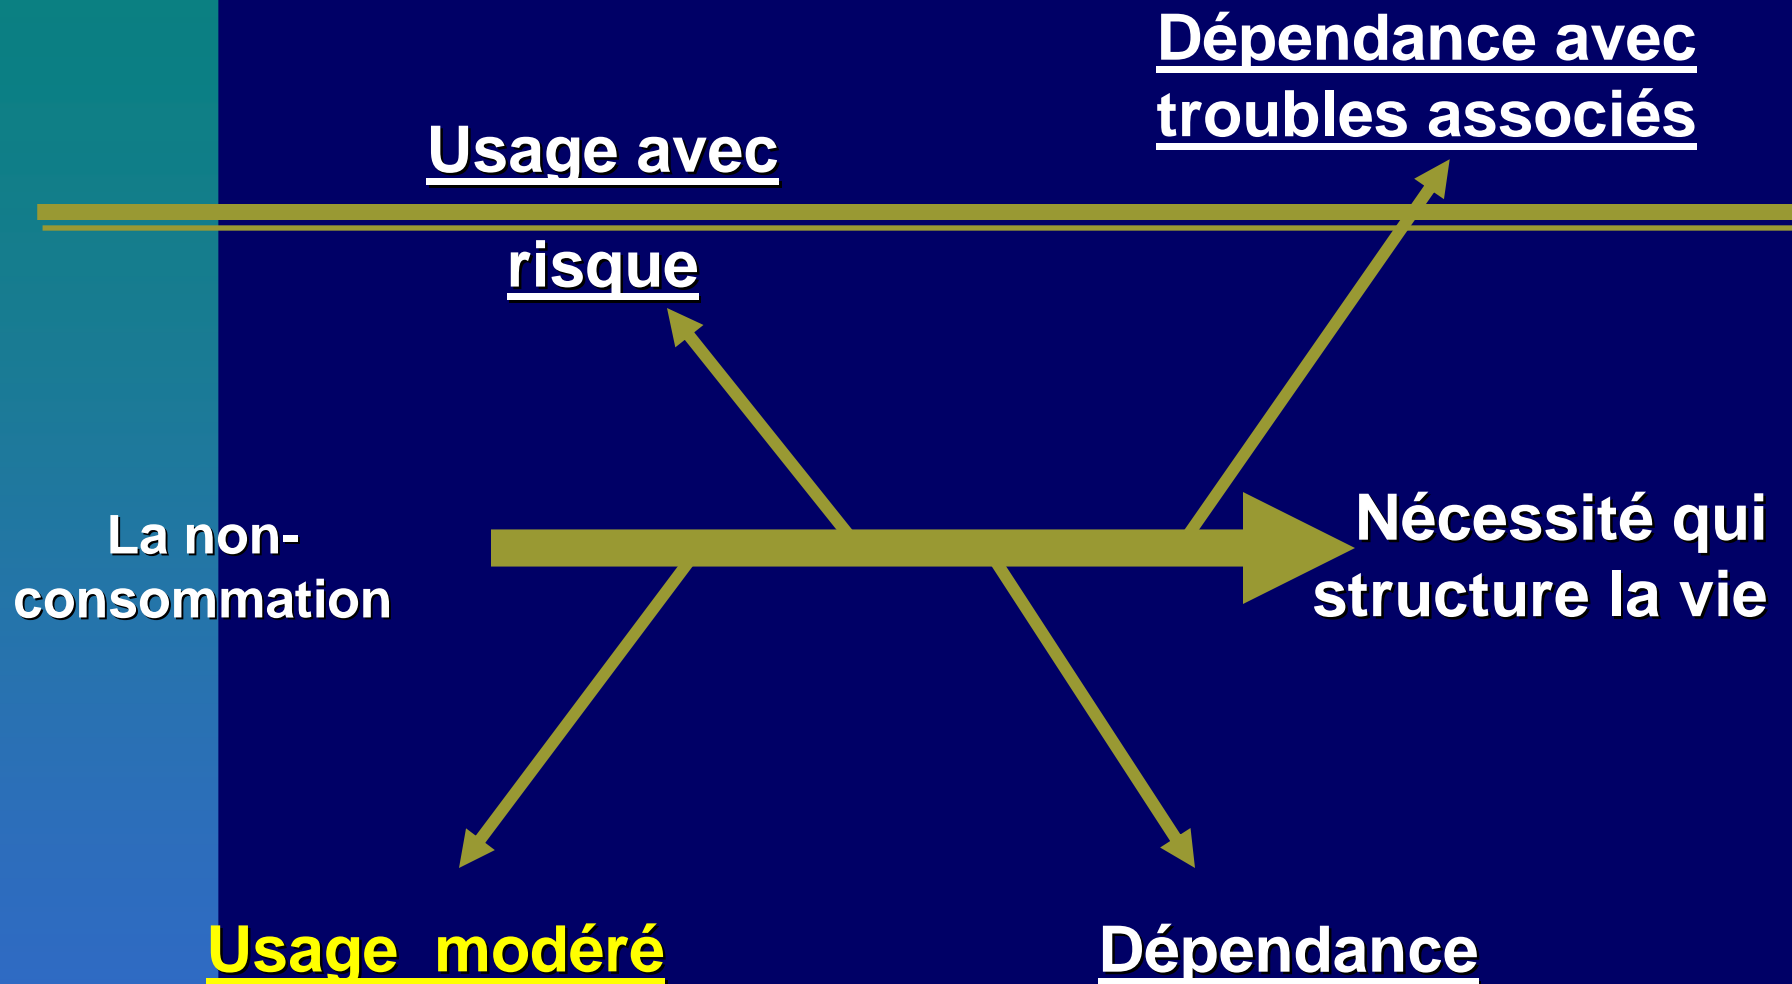 Dépendance avec
troubles associés
Usage avec
risque
La non-
consommation
Nécessité qui
structure la vie
Usage  modéré
Dépendance